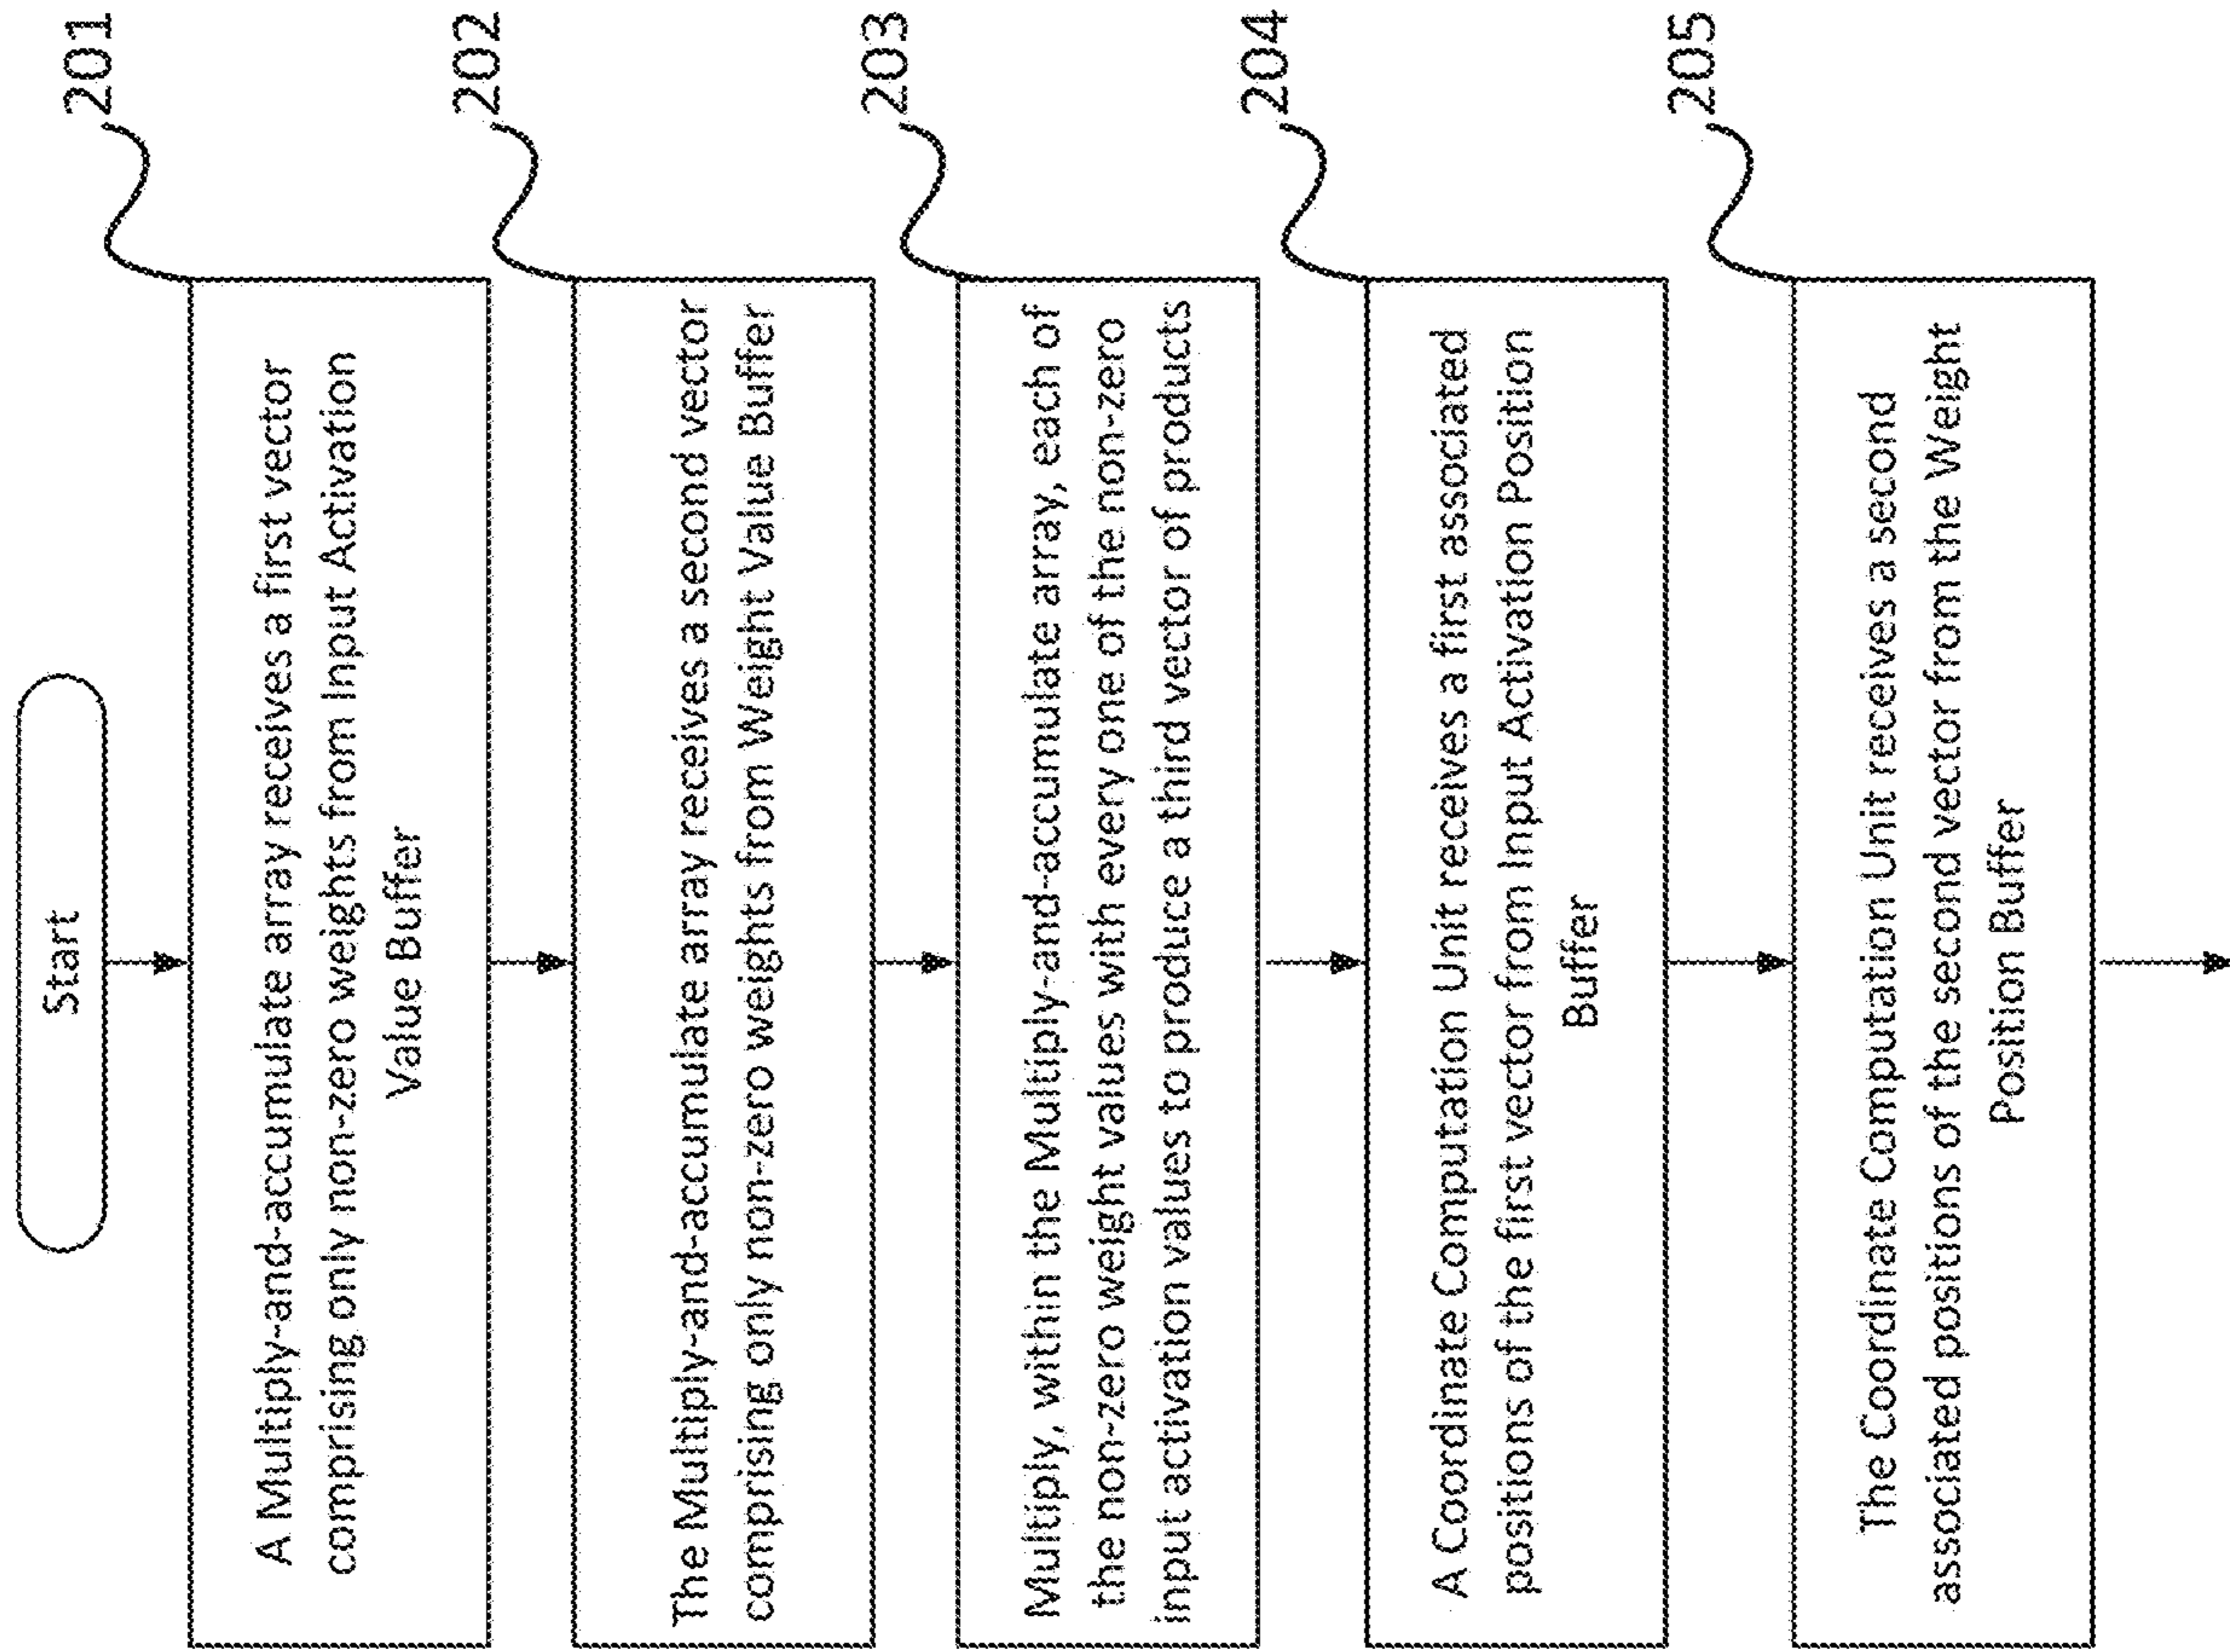 Start
201
A Multiply-and-accumulate array receives a first vector
comprising only non-zero weights from Input Activation
Value Buffer
202
The Multiply-and-accumulate array receives a second vector
comprising only non-zero weights from Weight Value Buffer
203
Multiply, within the Multiply-and-accumulate array, each of
the non-zero weight values with every one of the non-zero
input activation values to produce a third vector of products
204
A Coordinate Computation Unit receives a first associated
positions of the first vector from Input Activation Position
Buffer
205
The Coordinate Computation Unit receives a second
associated positions of the second vector from the Weight
Position Buffer